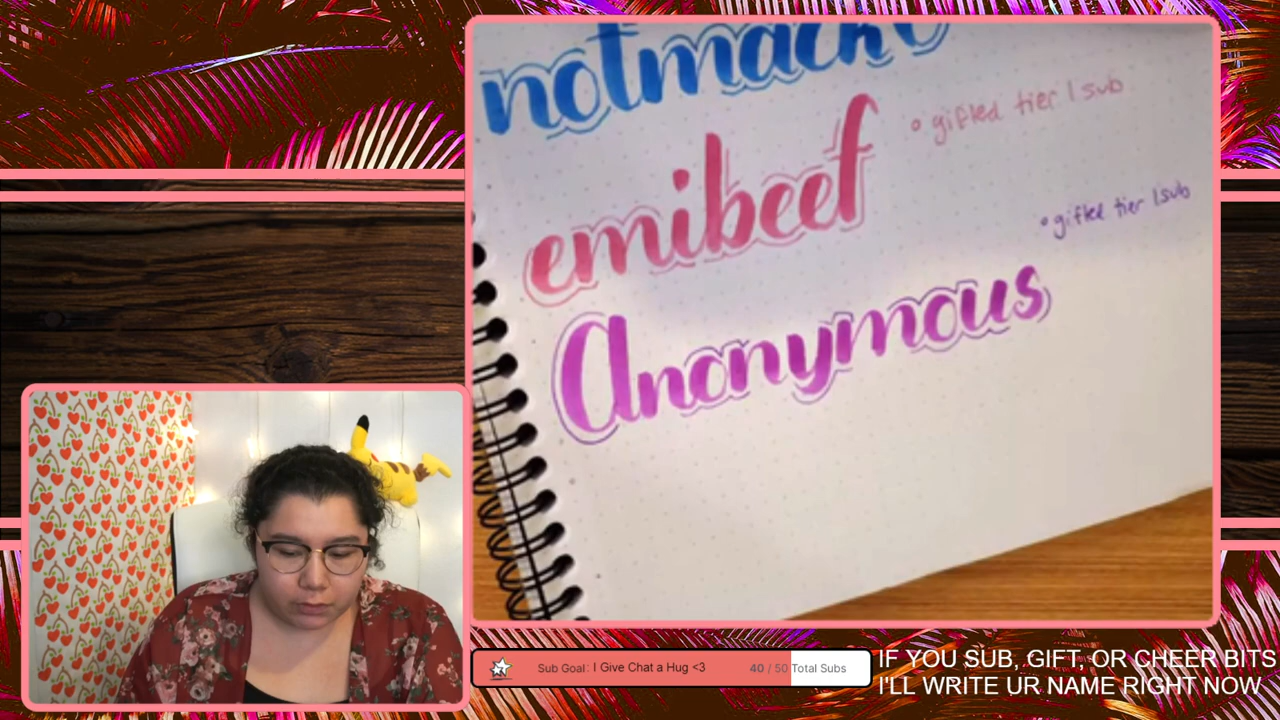 emibeef
° gifted tier 1 sub
Anonymous
° gifted tier 1 sub
Sub Goal: I Give Chat a Hug <3
40 / 50 Total Subs
IF YOU SUB, GIFT, OR CHEER BITS
I'LL WRITE UR NAME RIGHT NOW